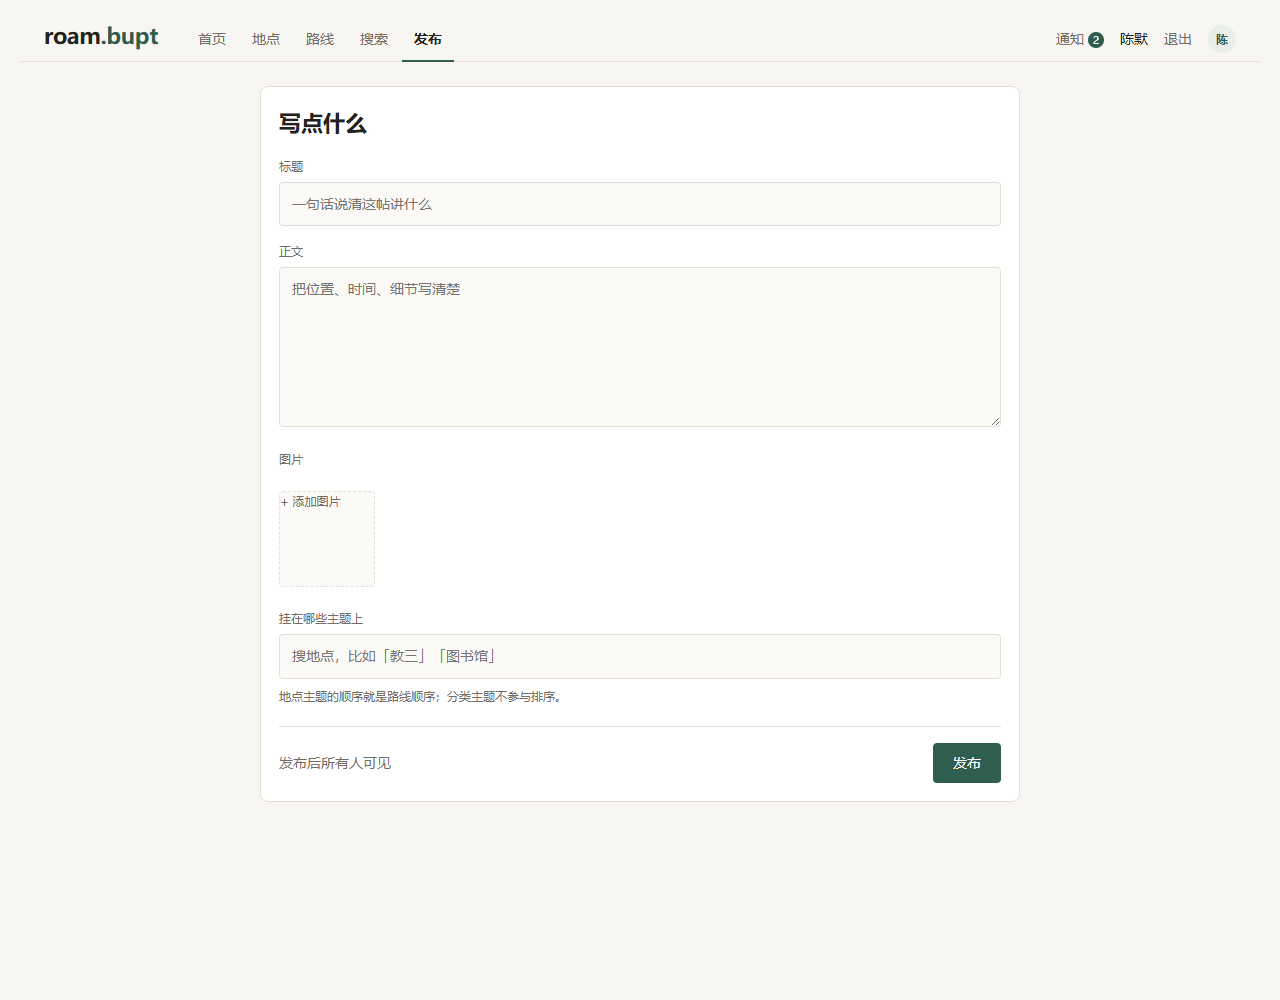 roam.bupt 首页 地点 路线 搜索 发布 通知 2 陈默 退出 陈
写点什么
标题
一句话说清这帖讲什么
正文
把位置、时间、细节写清楚
图片
+ 添加图片
挂在哪些主题上
搜地点，比如「教三」「图书馆」
地点主题的顺序就是路线顺序；分类主题不参与排序。
发布后所有人可见 发布